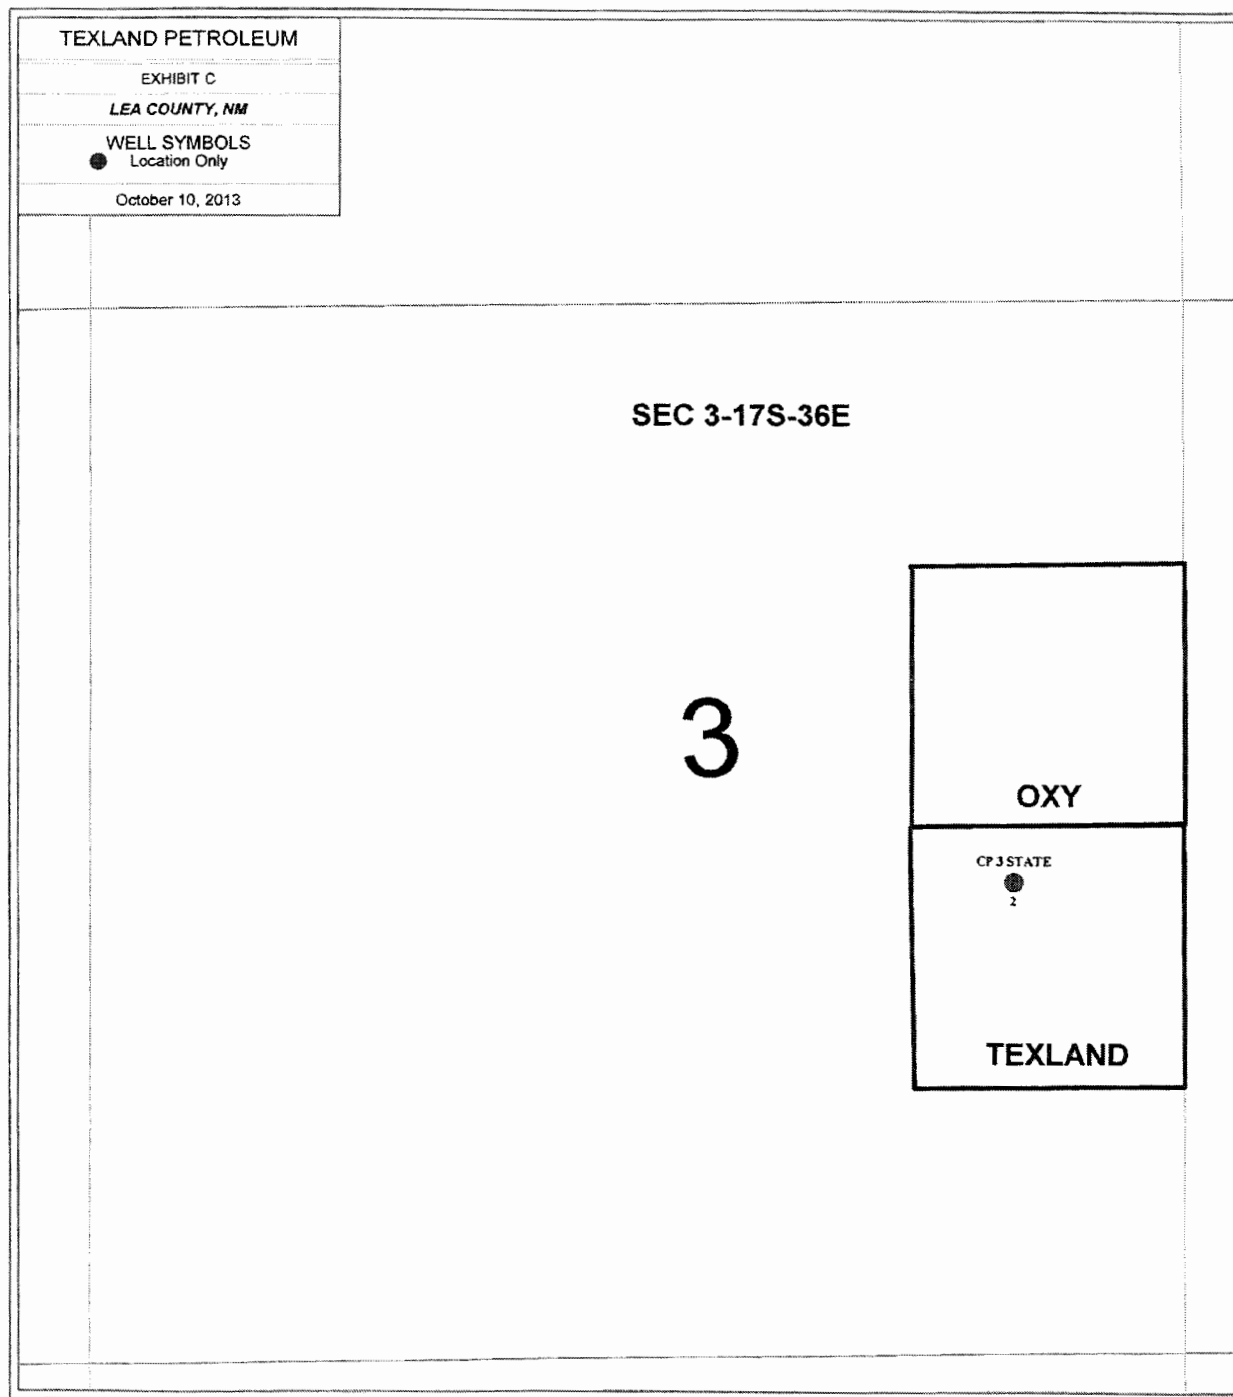 TEXLAND PETROLEUM
EXHIBIT C
LEA COUNTY, NM
WELL SYMBOLS
Location Only
October 10, 2013
SEC 3-17S-36E
3
OXY
CP 3 STATE
2
TEXLAND